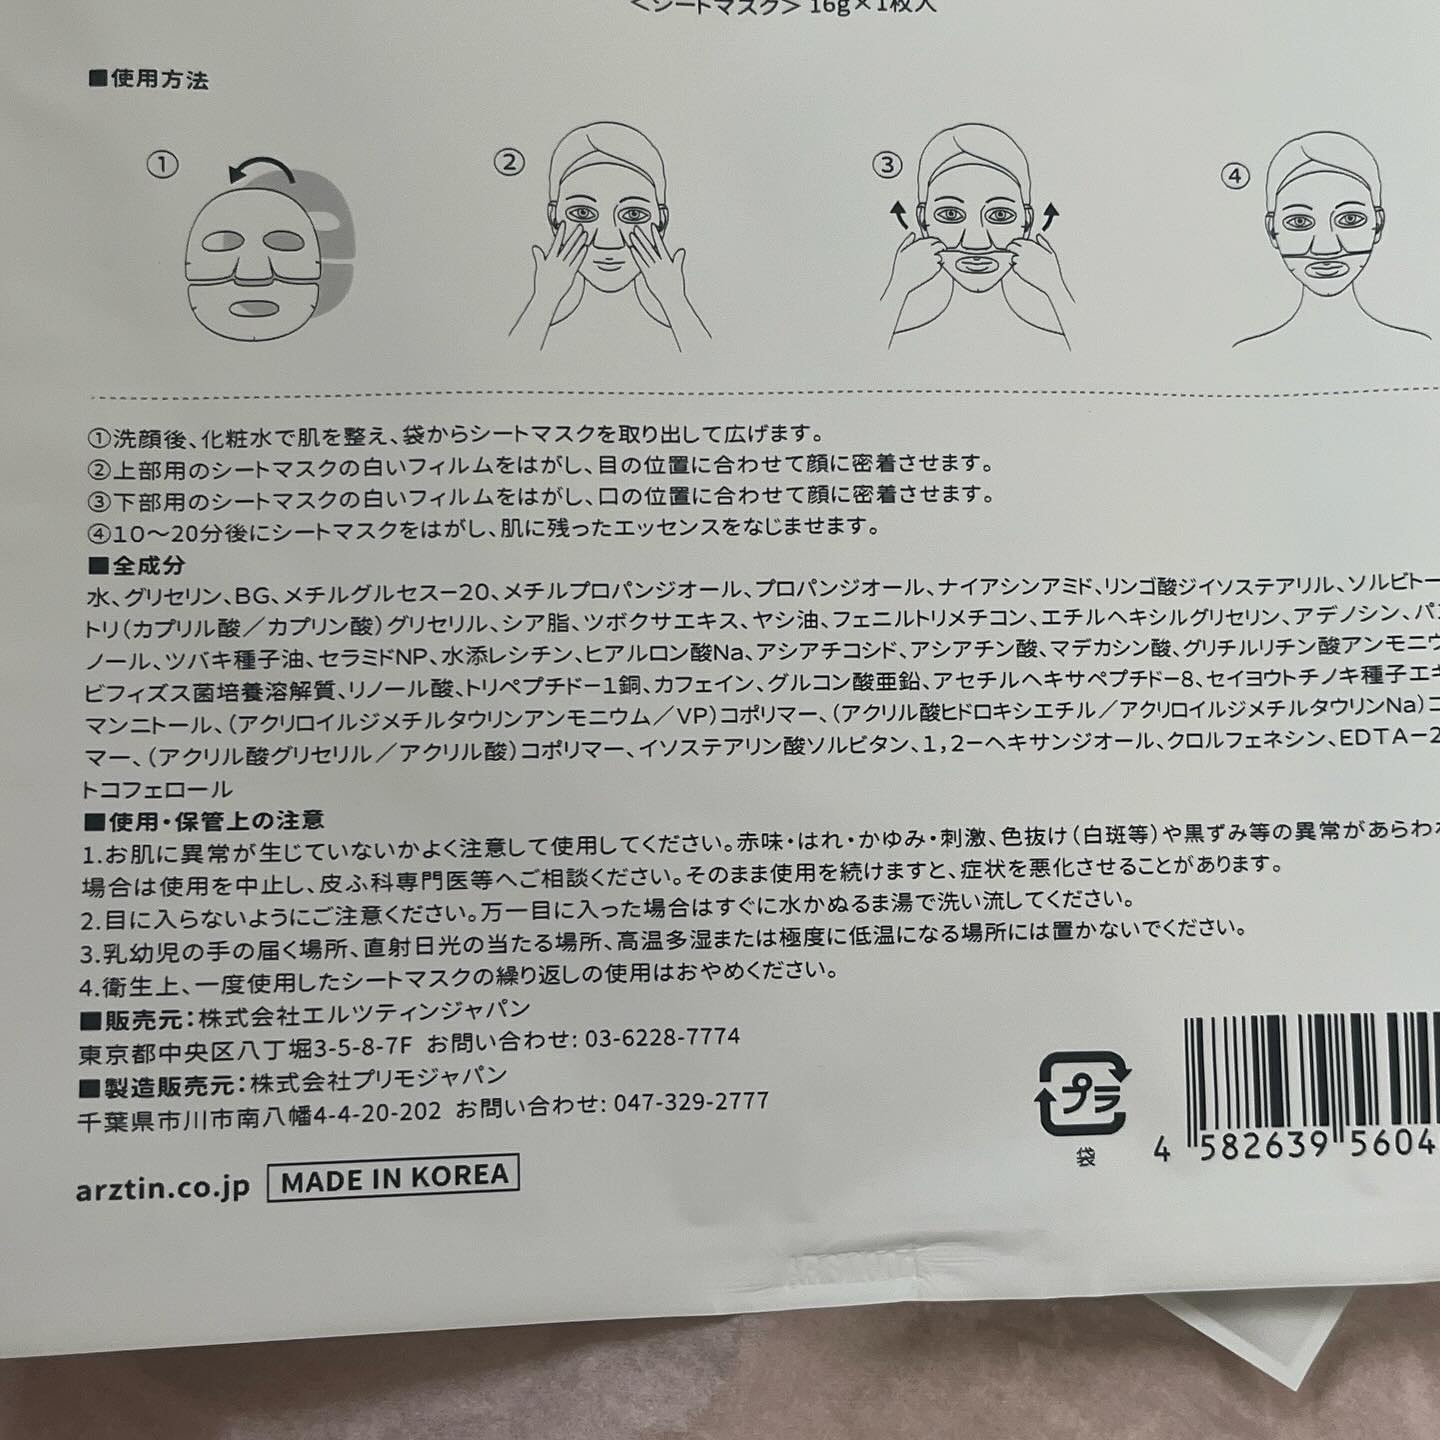 <シートマスク> 16g×1枚入
■使用方法
① ② ③ ④
①洗顔後、化粧水で肌を整え、袋からシートマスクを取り出して広げます。
②上部用のシートマスクの白いフィルムをはがし、目の位置に合わせて顔に密着させます。
③下部用のシートマスクの白いフィルムをはがし、口の位置に合わせて顔に密着させます。
④10～20分後にシートマスクをはがし、肌に残ったエッセンスをなじませます。
■全成分
水、グリセリン、BG、メチルグルセス－20、メチルプロパンジオール、プロパンジオール、ナイアシンアミド、リンゴ酸ジイソステアリル、ソルビトー
トリ（カプリル酸／カプリン酸）グリセリル、シア脂、ツボクサエキス、ヤシ油、フェニルトリメチコン、エチルヘキシルグリセリン、アデノシン、パン
ノール、ツバキ種子油、セラミドNP、水添レシチン、ヒアルロン酸Na、アシアチコシド、アシアチン酸、マデカシン酸、グリチルリチン酸アンモニウ
ビフィズス菌培養溶解質、リノール酸、トリペプチド－1銅、カフェイン、グルコン酸亜鉛、アセチルヘキサペプチド－8、セイヨウトチノキ種子エキ
マンニトール、（アクリロイルジメチルタウリンアンモニウム／VP）コポリマー、（アクリル酸ヒドロキシエチル／アクリロイルジメチルタウリンNa）コ
マー、（アクリル酸グリセリル／アクリル酸）コポリマー、イソステアリン酸ソルビタン、1，2－ヘキサンジオール、クロルフェネシン、EDTA－2
トコフェロール
■使用・保管上の注意
1.お肌に異常が生じていないかよく注意して使用してください。赤味・はれ・かゆみ・刺激、色抜け（白斑等）や黒ずみ等の異常があらわれ
場合は使用を中止し、皮ふ科専門医等へご相談ください。そのまま使用を続けますと、症状を悪化させることがあります。
2.目に入らないようにご注意ください。万一目に入った場合はすぐに水かぬるま湯で洗い流してください。
3.乳幼児の手の届く場所、直射日光の当たる場所、高温多湿または極度に低温になる場所には置かないでください。
4.衛生上、一度使用したシートマスクの繰り返しの使用はおやめください。
■販売元：株式会社エルツティンジャパン
東京都中央区八丁堀3-5-8-7F お問い合わせ: 03-6228-7774
■製造販売元：株式会社プリモジャパン
千葉県市川市南八幡4-4-20-202 お問い合わせ: 047-329-2777
プラ
袋
4 582639 5604
arztin.co.jp MADE IN KOREA